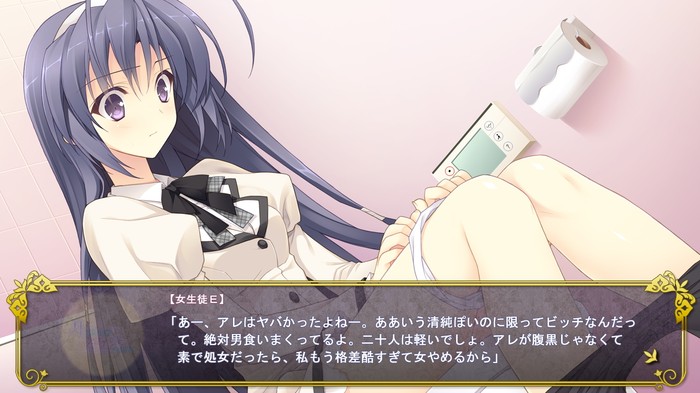 【女生徒Ｅ】
「あー、アレはヤバかったよねー。ああいう清純ぽいのに限ってビッチなんだっ
て。絶対男食いまくってるよ。二十人は軽いでしょ。アレが腹黒じゃなくて
素で処女だったら、私もう格差酷すぎて女やめるから」